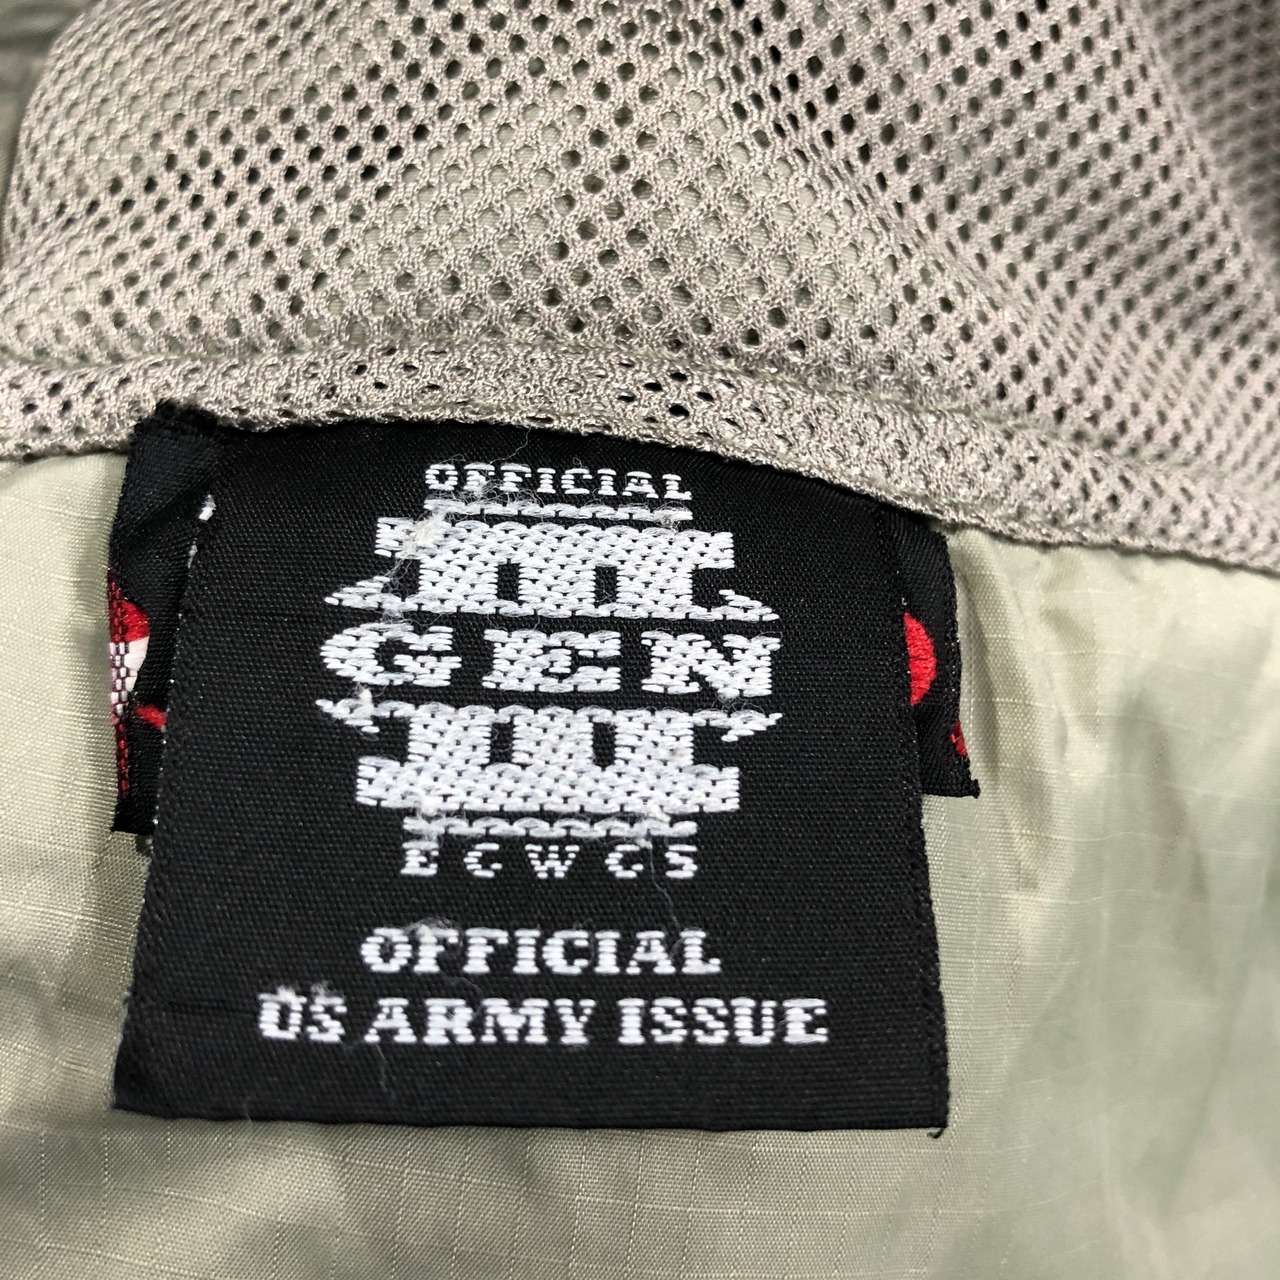 OFFICIAL
III
GEN
III
ECWCS
OFFICIAL
US ARMY ISSUE